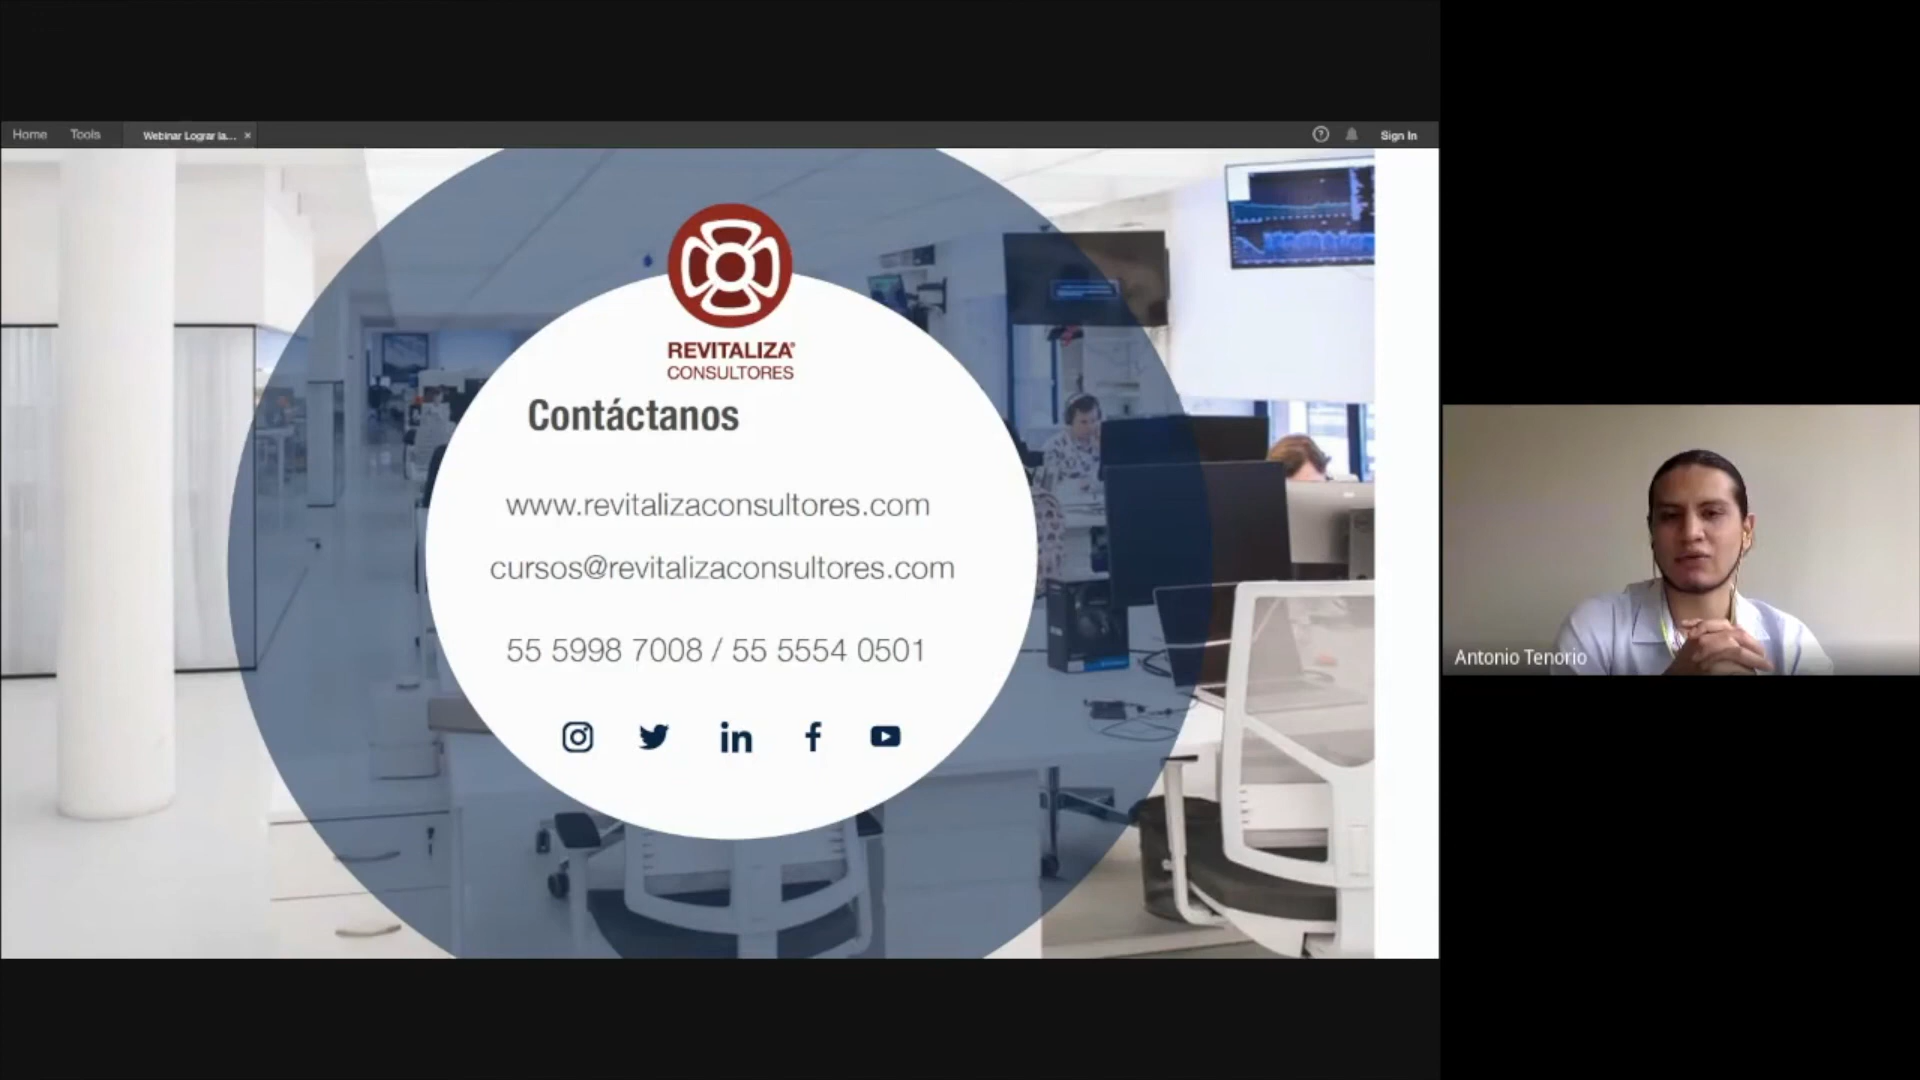 Home Tools Webinar Lograr la... × Sign In
REVITALIZA®
CONSULTORES
Contáctanos
www.revitalizaconsultores.com
cursos@revitalizaconsultores.com
55 5998 7008 / 55 5554 0501
Antonio Tenorio